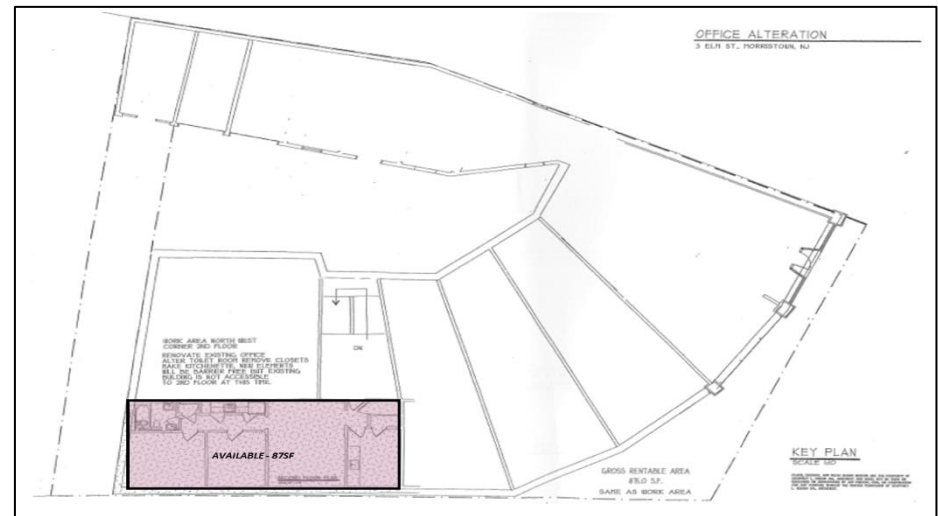 OFFICE ALTERATION
3 ELM ST., MORRISTOWN, NJ
WORK AREA NORTH WEST
CORNER 2ND FLOOR
RENOVATE EXISTING OFFICE
ALTER TOILET ROOM REMOVE CLOSETS
MAKE KITCHENETTE, NEW ELEMENTS
WILL BE BARRIER FREE BUT EXISTING
BUILDING IS NOT ACCESSIBLE
TO 2ND FLOOR AT THIS TIME.
DN
AVAILABLE - 875F
GROSS RENTABLE AREA
S.F.
SAME AS WORK AREA
KEY PLAN
SCALE